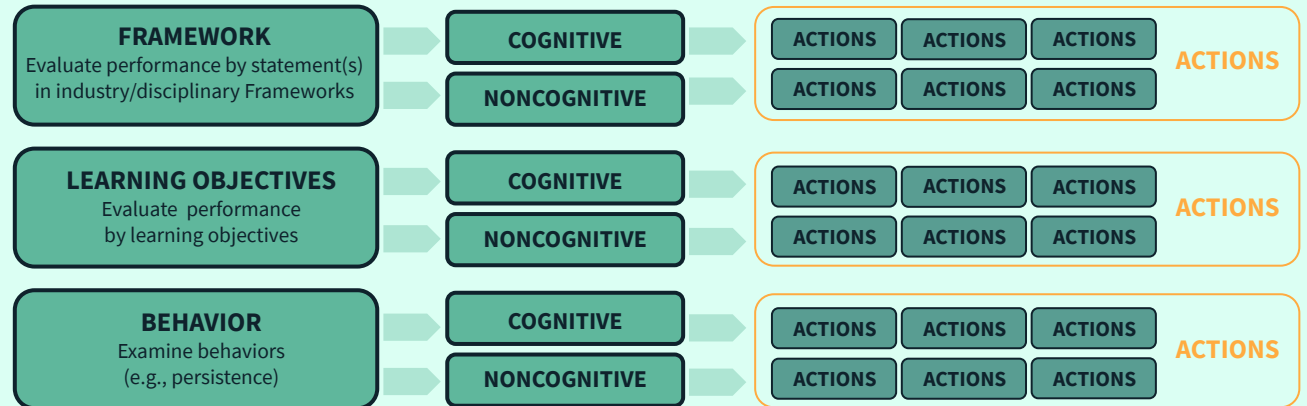 FRAMEWORK
Evaluate performance by statement(s)
in industry/disciplinary Frameworks
COGNITIVE
NONCOGNITIVE
ACTIONS ACTIONS ACTIONS
ACTIONS ACTIONS ACTIONS
ACTIONS
LEARNING OBJECTIVES
Evaluate performance
by learning objectives
COGNITIVE
NONCOGNITIVE
ACTIONS ACTIONS ACTIONS
ACTIONS ACTIONS ACTIONS
ACTIONS
BEHAVIOR
Examine behaviors
(e.g., persistence)
COGNITIVE
NONCOGNITIVE
ACTIONS ACTIONS ACTIONS
ACTIONS ACTIONS ACTIONS
ACTIONS